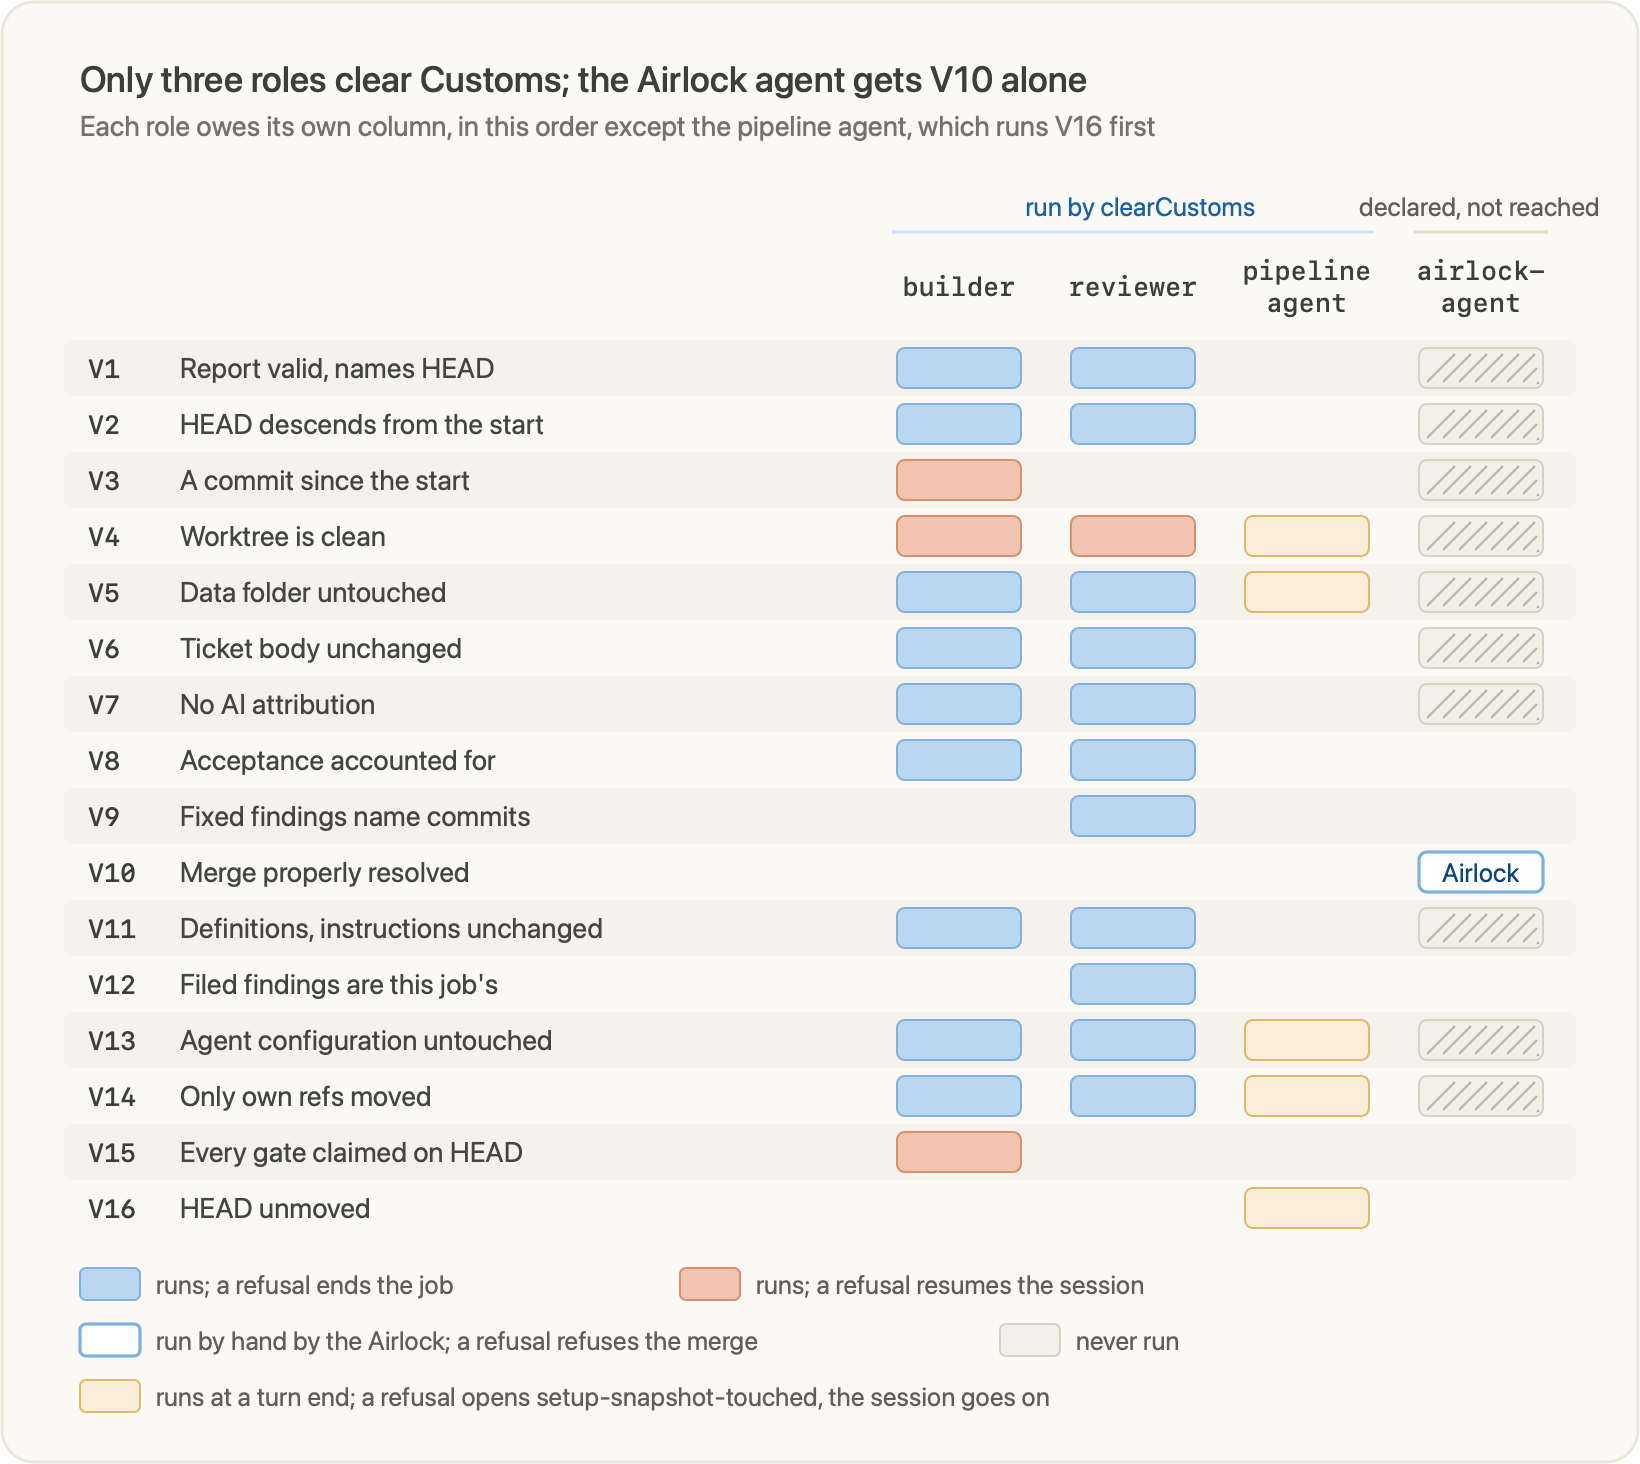 Only three roles clear Customs; the Airlock agent gets V10 alone
Each role owes its own column, in this order except the pipeline agent, which runs V16 first
run by clearCustoms
declared, not reached
builder
reviewer
pipeline
agent
airlock-
agent
V1 Report valid, names HEAD
V2 HEAD descends from the start
V3 A commit since the start
V4 Worktree is clean
V5 Data folder untouched
V6 Ticket body unchanged
V7 No AI attribution
V8 Acceptance accounted for
V9 Fixed findings name commits
V10 Merge properly resolved Airlock
V11 Definitions, instructions unchanged
V12 Filed findings are this job's
V13 Agent configuration untouched
V14 Only own refs moved
V15 Every gate claimed on HEAD
V16 HEAD unmoved
runs; a refusal ends the job
runs; a refusal resumes the session
run by hand by the Airlock; a refusal refuses the merge
never run
runs at a turn end; a refusal opens setup-snapshot-touched, the session goes on